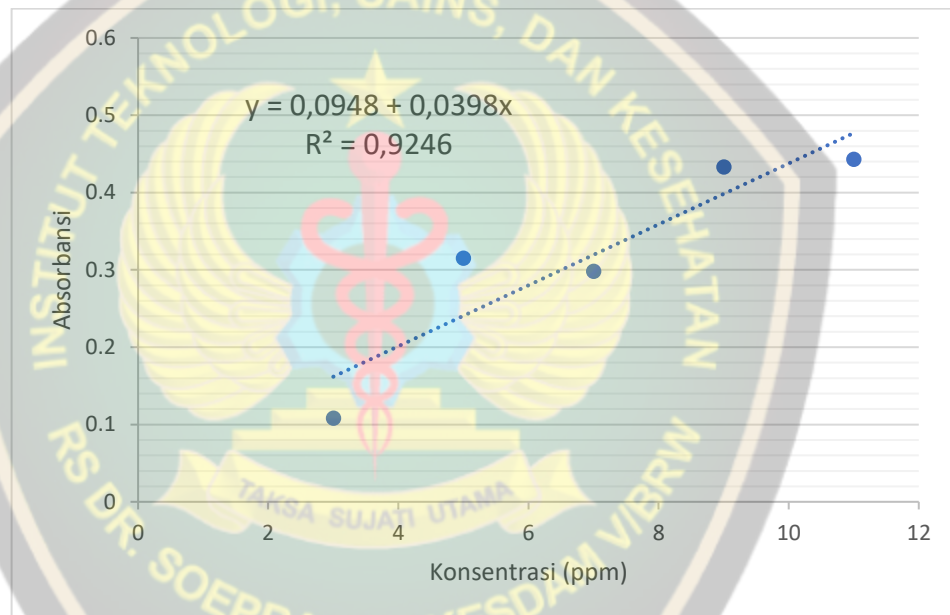 INSTITUT TEKNOLOGI, SAINS, DAN KESEHATAN
y = 0,0948 + 0,0398x
R² = 0,9246
0.6
0.5
0.4
0.3
0.2
0.1
0
Absorbansi
0 2 4 6 8 10 12
Konsentrasi (ppm)
TAKSA SUJATI UTAMA
RS DR. SOEPR KESDAM V/BRW